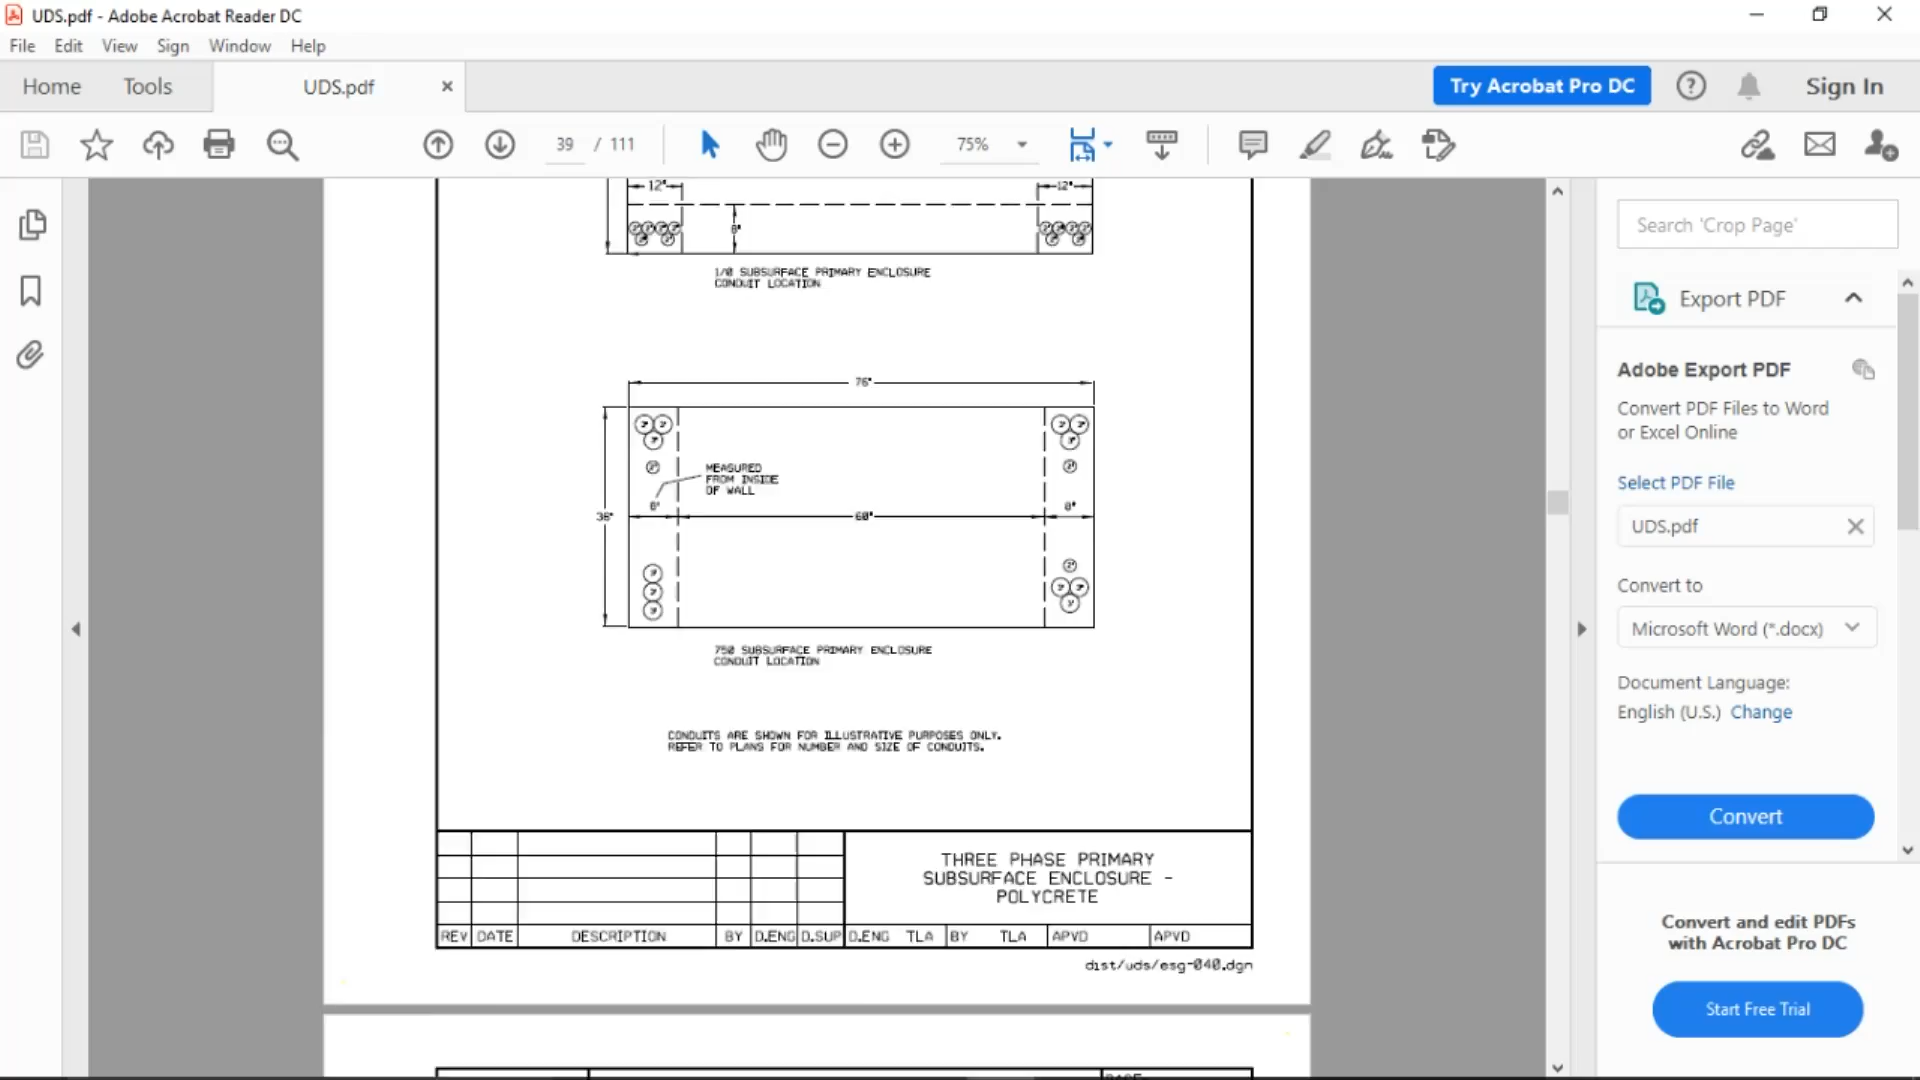 UDS.pdf - Adobe Acrobat Reader DC
File Edit View Sign Window Help
Home Tools UDS.pdf
Try Acrobat Pro DC
Sign In
39 / 111
75%
12" 12"
1/0 SUBSURFACE PRIMARY ENCLOSURE
CONDUIT LOCATION
76"
MEASURED
FROM INSIDE
OF WALL
8" 8"
36" 60"
750 SUBSURFACE PRIMARY ENCLOSURE
CONDUIT LOCATION
CONDUITS ARE SHOWN FOR ILLUSTRATIVE PURPOSES ONLY.
REFER TO PLANS FOR NUMBER AND SIZE OF CONDUITS.
THREE PHASE PRIMARY
SUBSURFACE ENCLOSURE -
POLYCRETE
REV DATE DESCRIPTION BY D.ENG D.SUP D.ENG TLA BY TLA APVD APVD
dist/uds/esg-040.dgn
Search 'Crop Page'
Export PDF
Adobe Export PDF
Convert PDF Files to Word
or Excel Online
Select PDF File
UDS.pdf
Convert to
Microsoft Word (*.docx)
Document Language:
English (U.S.) Change
Convert
Convert and edit PDFs
with Acrobat Pro DC
Start Free Trial